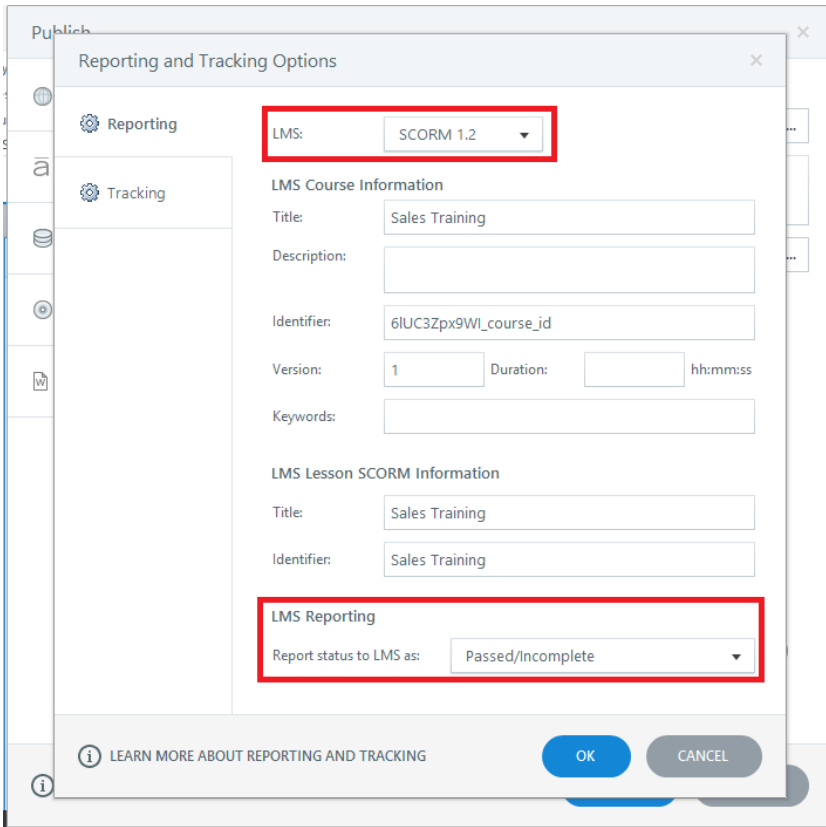 Publish
Reporting and Tracking Options
Reporting
Tracking
LMS: SCORM 1.2
LMS Course Information
Title: Sales Training
Description:
Identifier: 6lUC3Zpx9WI_course_id
Version: 1 Duration: hh:mm:ss
Keywords:
LMS Lesson SCORM Information
Title: Sales Training
Identifier: Sales Training
LMS Reporting
Report status to LMS as: Passed/Incomplete
LEARN MORE ABOUT REPORTING AND TRACKING
OK CANCEL